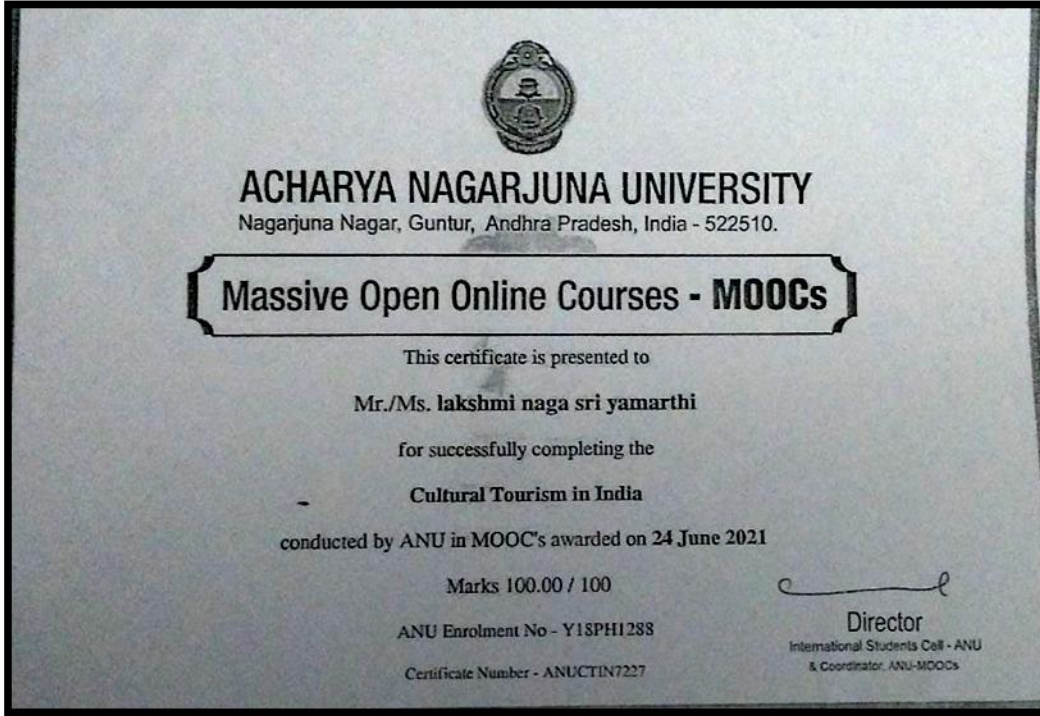 ACHARYA NAGARJUNA UNIVERSITY
Nagarjuna Nagar, Guntur, Andhra Pradesh, India - 522510.
Massive Open Online Courses - MOOCs
This certificate is presented to
Mr./Ms. lakshmi naga sri yamarthi
for successfully completing the
Cultural Tourism in India
conducted by ANU in MOOC's awarded on 24 June 2021
Marks 100.00 / 100
ANU Enrolment No - Y18PH1288
Certificate Number - ANUCTIN7227
Director
International Students Cell - ANU
& Coordinator, ANU-MOOCs